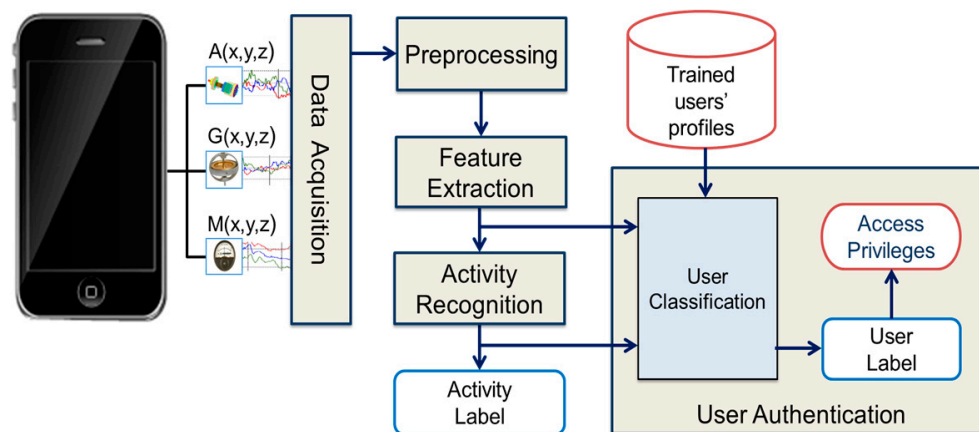 A(x,y,z)
G(x,y,z)
M(x,y,z)
Data Acquisition
Preprocessing
Feature
Extraction
Activity
Recognition
Activity
Label
Trained
users'
profiles
User
Classification
Access
Privileges
User
Label
User Authentication